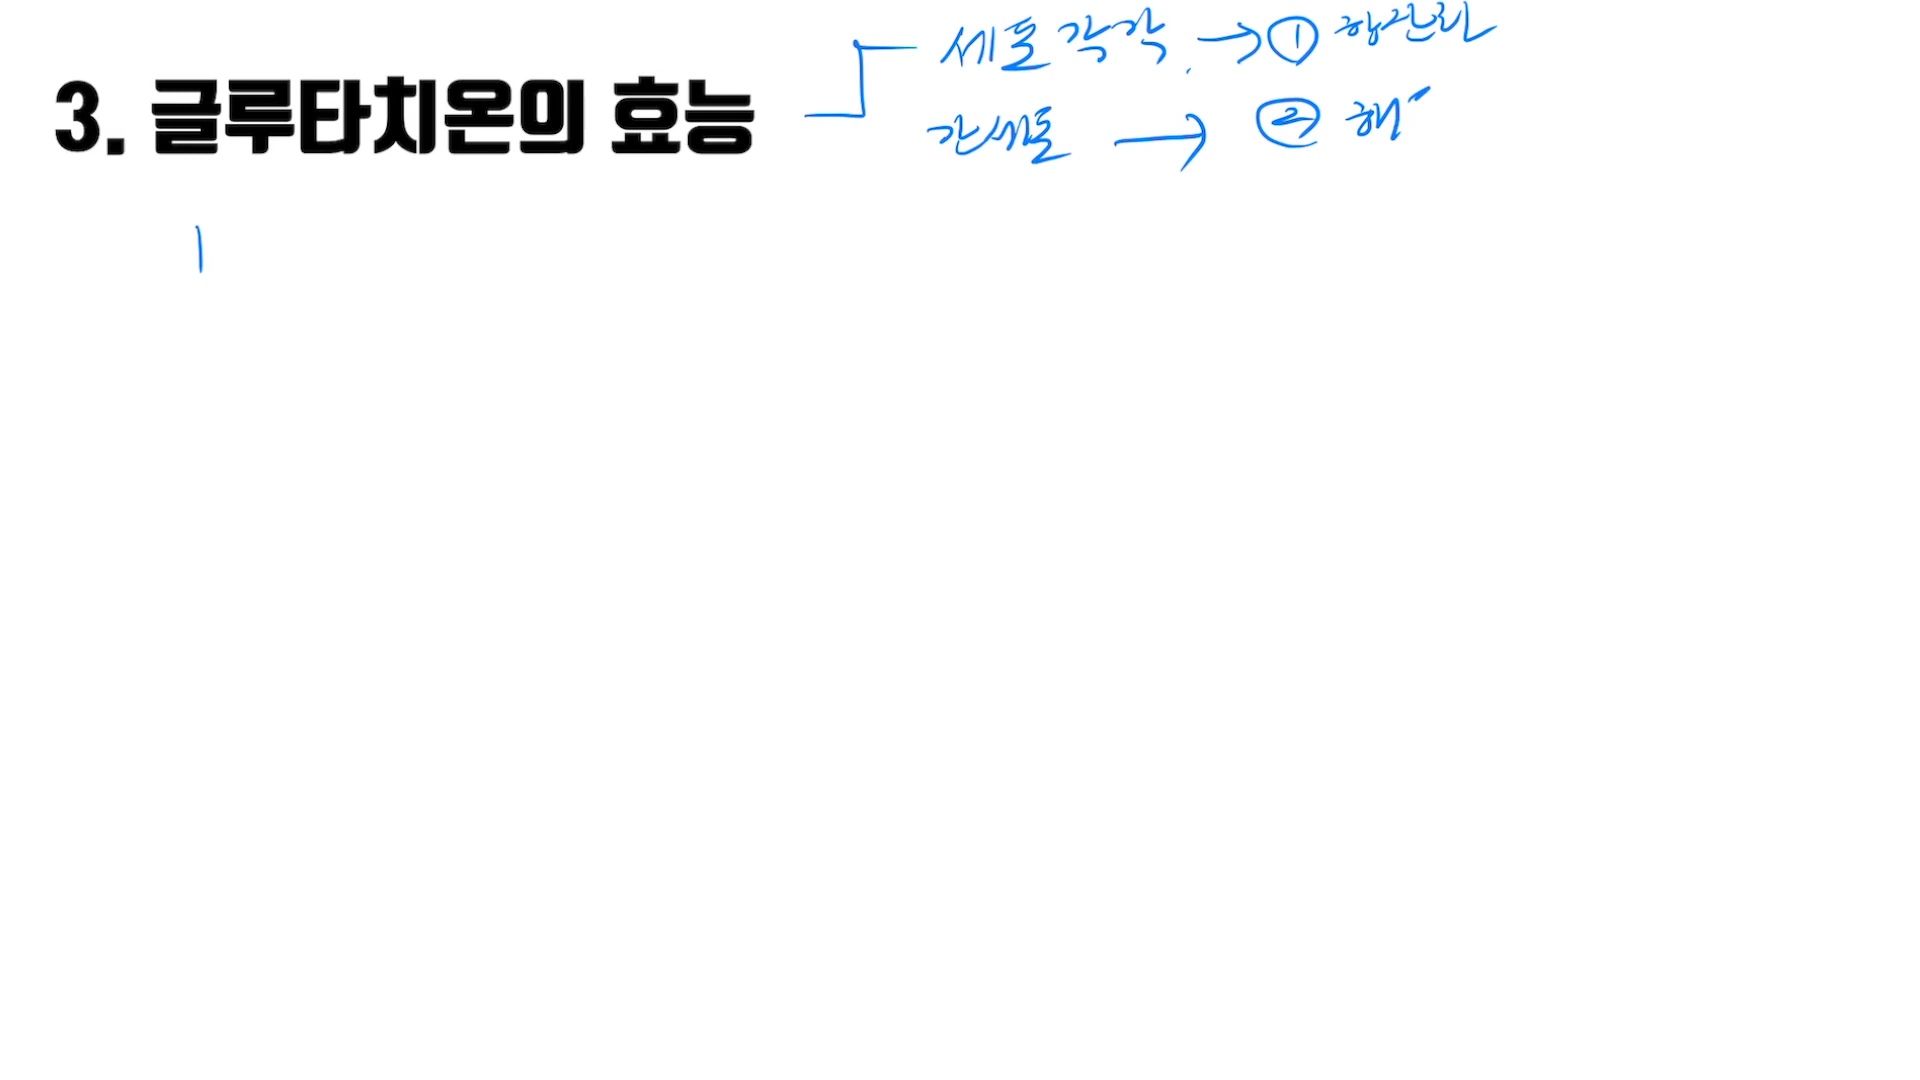 3. 글루타치온의 효능
세포 각각 → ① 항산화
간세포 → ② 해
1